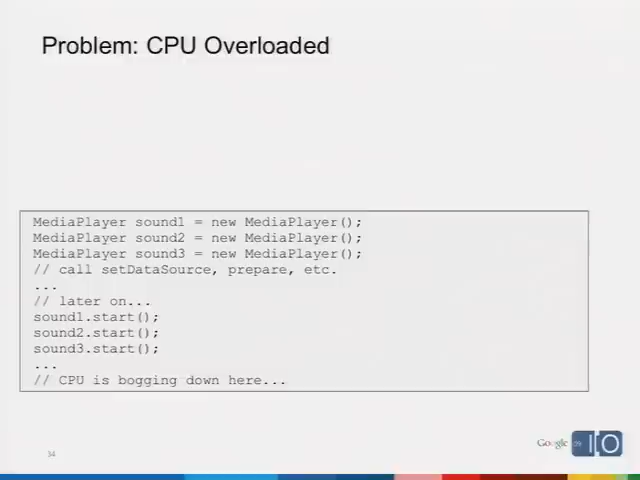 Problem: CPU Overloaded
MediaPlayer sound1 = new MediaPlayer();
MediaPlayer sound2 = new MediaPlayer();
MediaPlayer sound3 = new MediaPlayer();
// call setDataSource, prepare, etc.
...
// later on...
sound1.start();
sound2.start();
sound3.start();
...
// CPU is bogging down here...
Google 09 IO
34